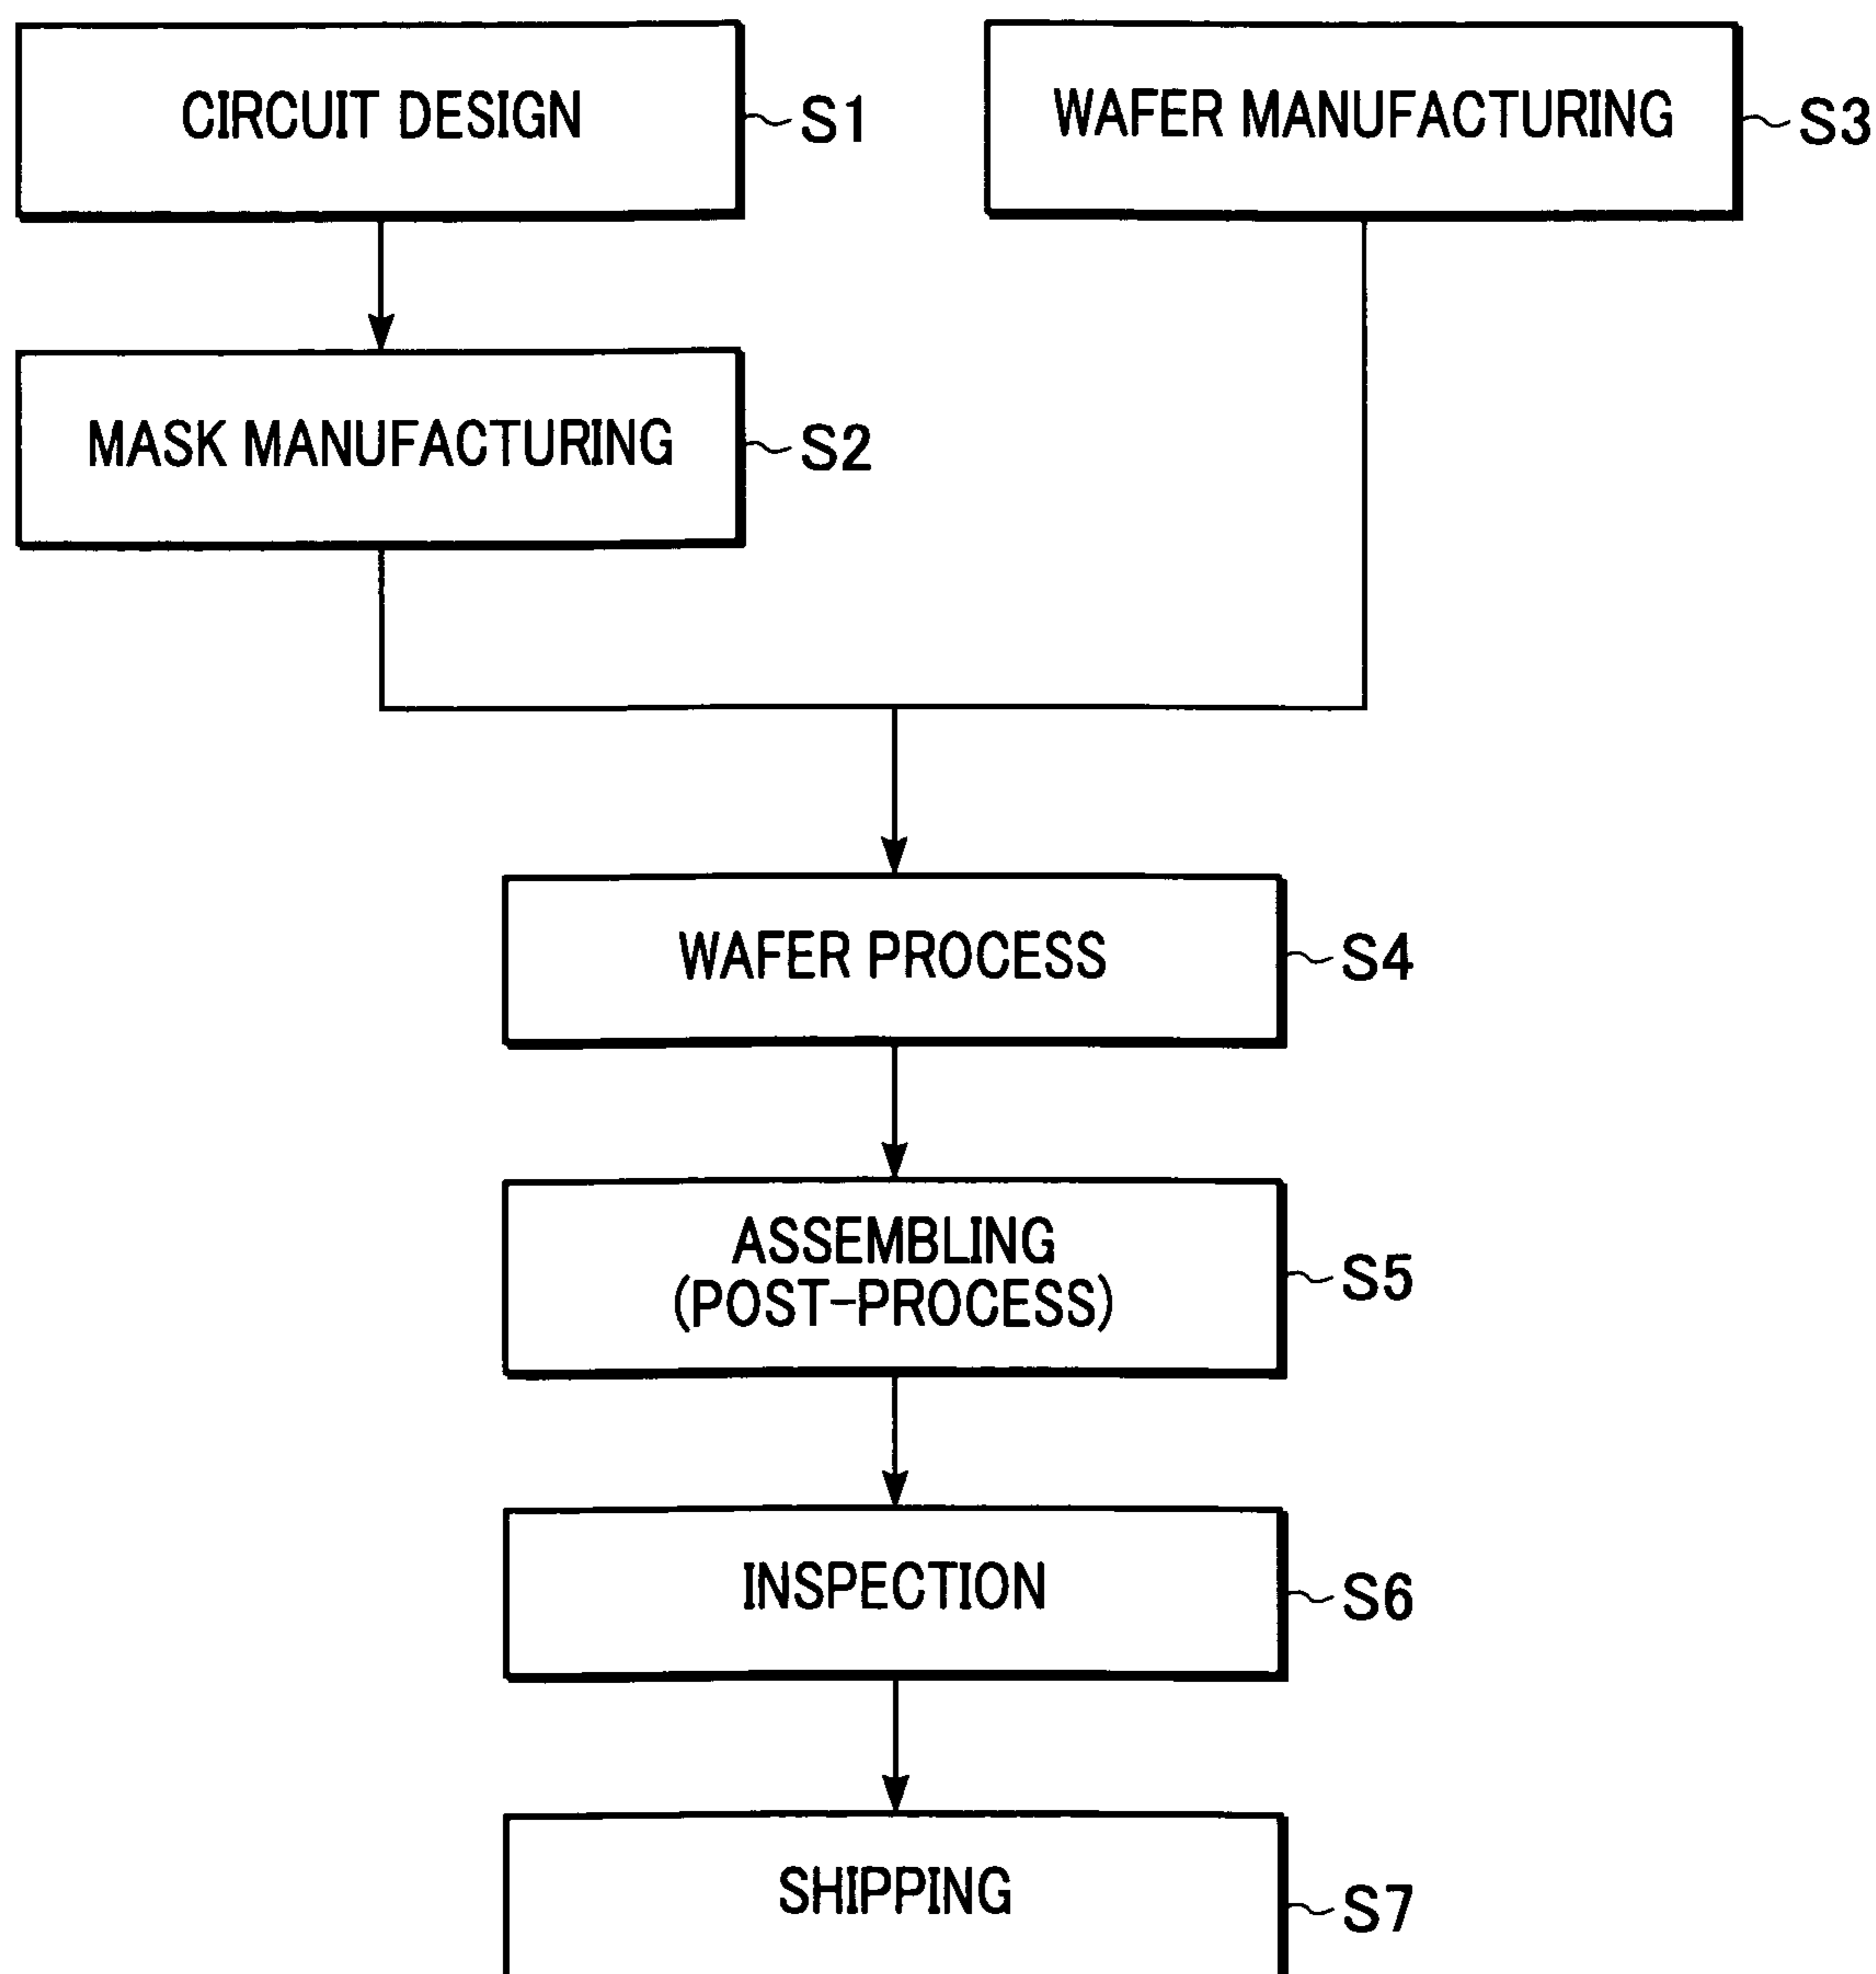 CIRCUIT DESIGN
S1
WAFER MANUFACTURING
S3
MASK MANUFACTURING
S2
WAFER PROCESS
S4
ASSEMBLING
(POST-PROCESS)
S5
INSPECTION
S6
SHIPPING
S7